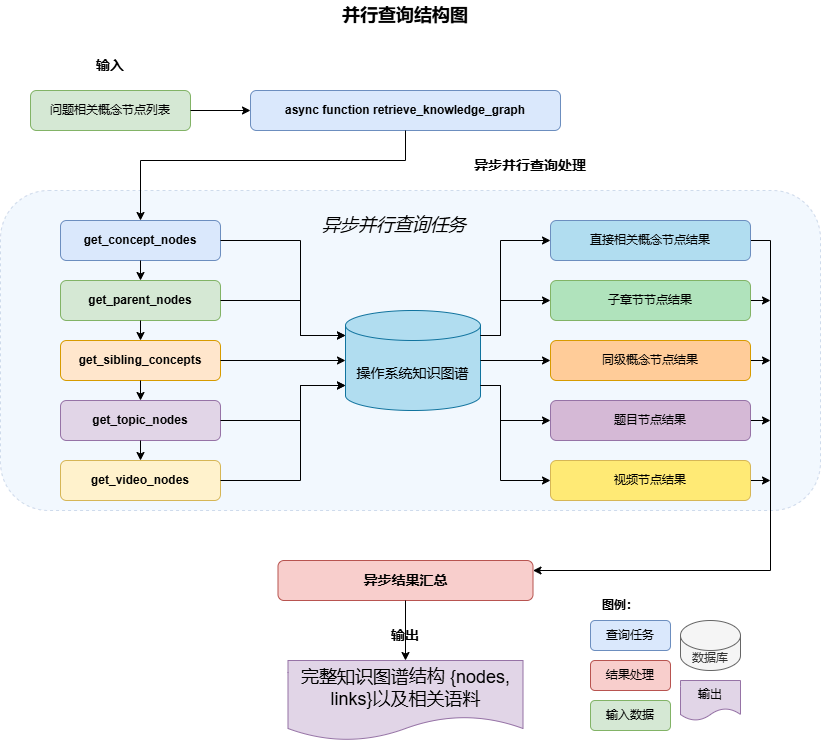 并行查询结构图
输入
问题相关概念节点列表
async function retrieve_knowledge_graph
异步并行查询处理
异步并行查询任务
get_concept_nodes
直接相关概念节点结果
get_parent_nodes
子章节节点结果
get_sibling_concepts
操作系统知识图谱
同级概念节点结果
get_topic_nodes
题目节点结果
get_video_nodes
视频节点结果
异步结果汇总
输出
完整知识图谱结构 {nodes,
links}以及相关语料
图例：
查询任务
数据库
结果处理
输出
输入数据